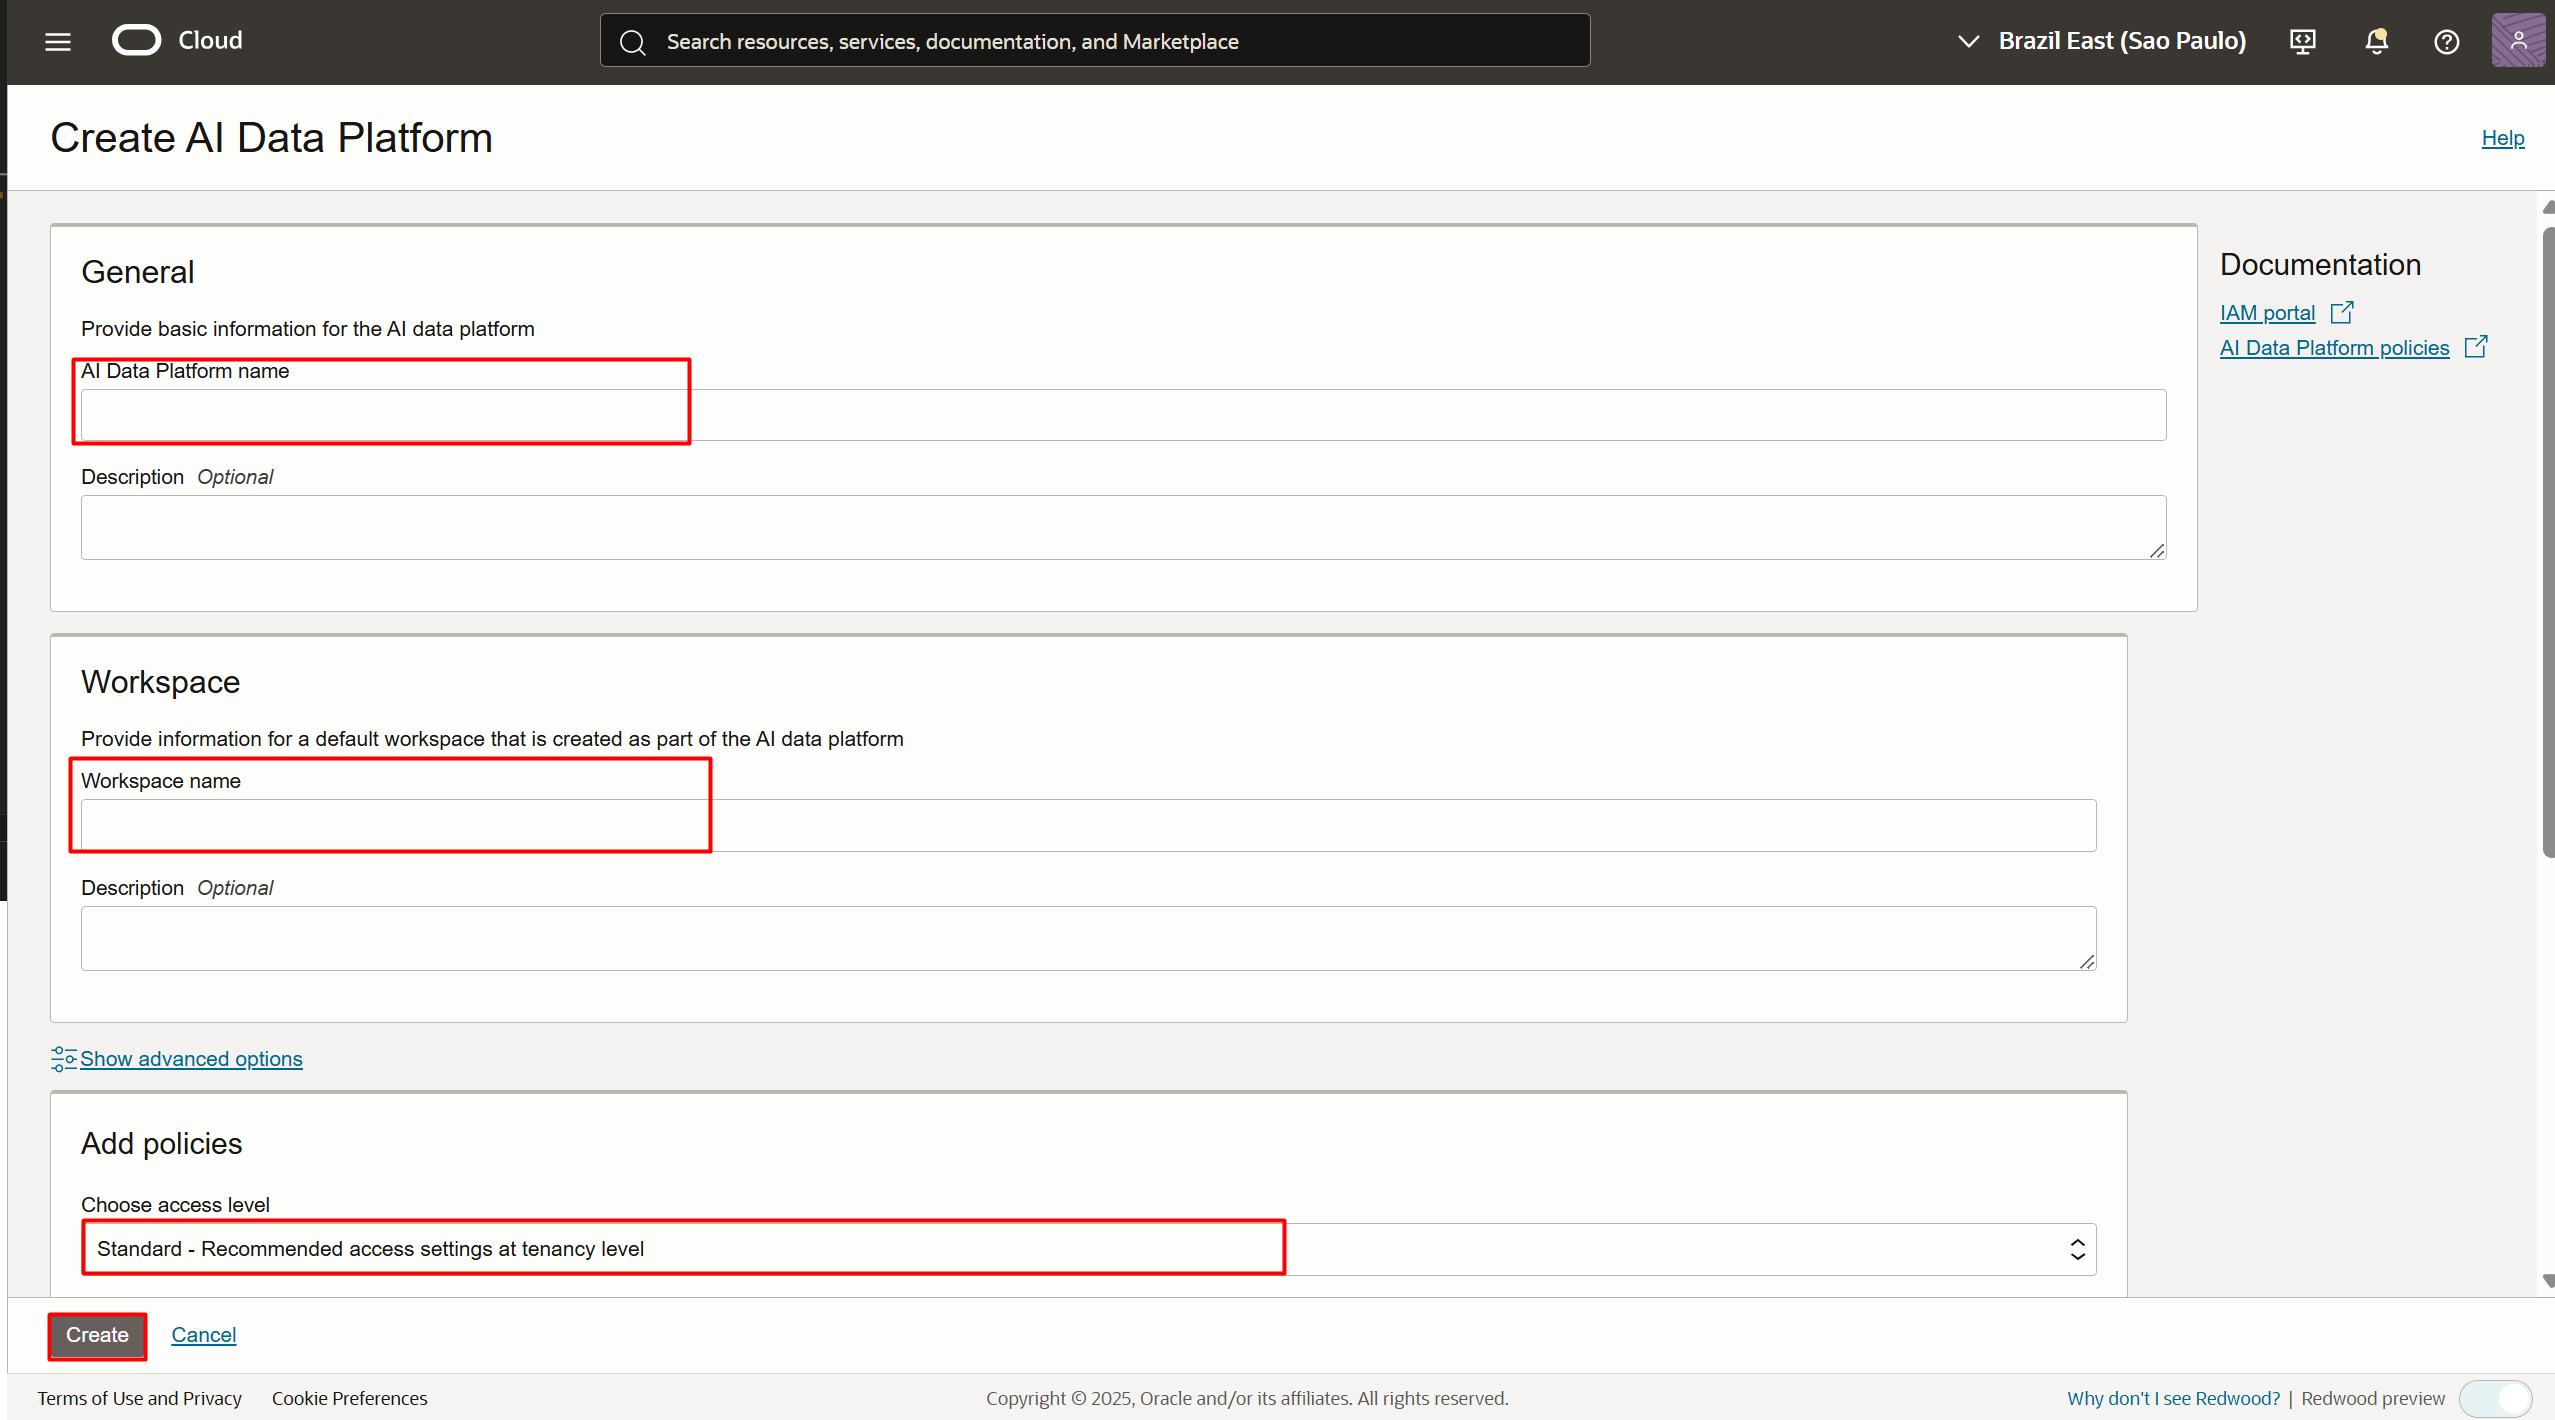 Cloud
Search resources, services, documentation, and Marketplace
Brazil East (Sao Paulo)
Create AI Data Platform
Help
General
Provide basic information for the AI data platform
AI Data Platform name
Description Optional
Documentation
IAM portal
AI Data Platform policies
Workspace
Provide information for a default workspace that is created as part of the AI data platform
Workspace name
Description Optional
Show advanced options
Add policies
Choose access level
Standard - Recommended access settings at tenancy level
Create Cancel
Terms of Use and Privacy Cookie Preferences
Copyright © 2025, Oracle and/or its affiliates. All rights reserved.
Why don't I see Redwood? | Redwood preview